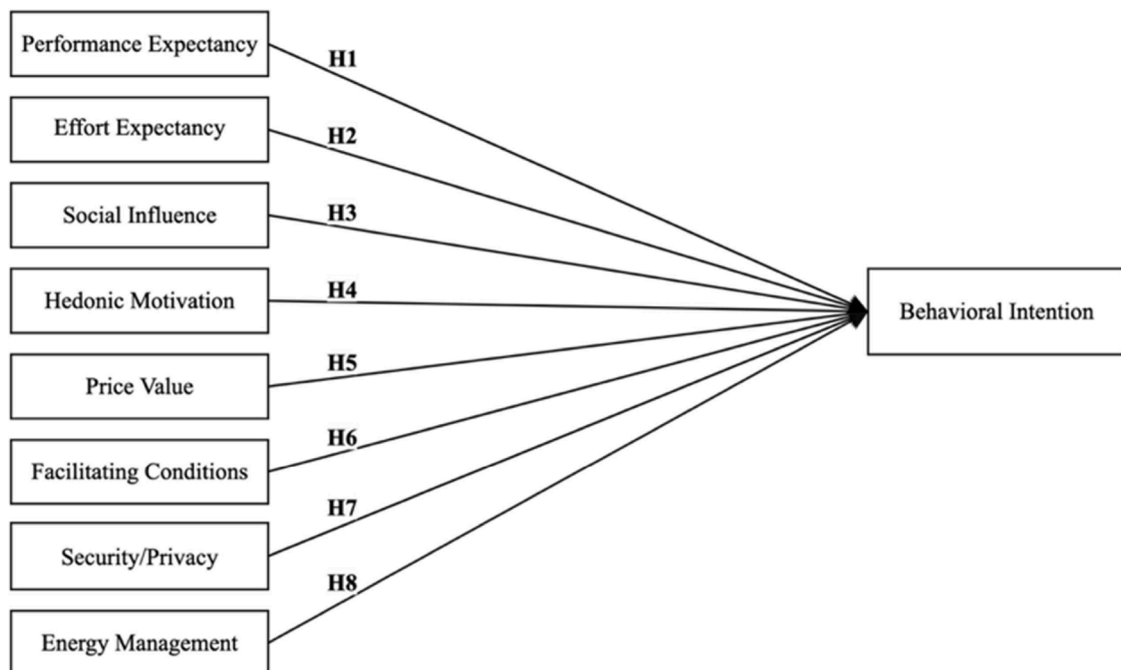 Performance Expectancy
H1
Effort Expectancy
H2
Social Influence
H3
Hedonic Motivation
H4
Behavioral Intention
Price Value
H5
Facilitating Conditions
H6
Security/Privacy
H7
Energy Management
H8